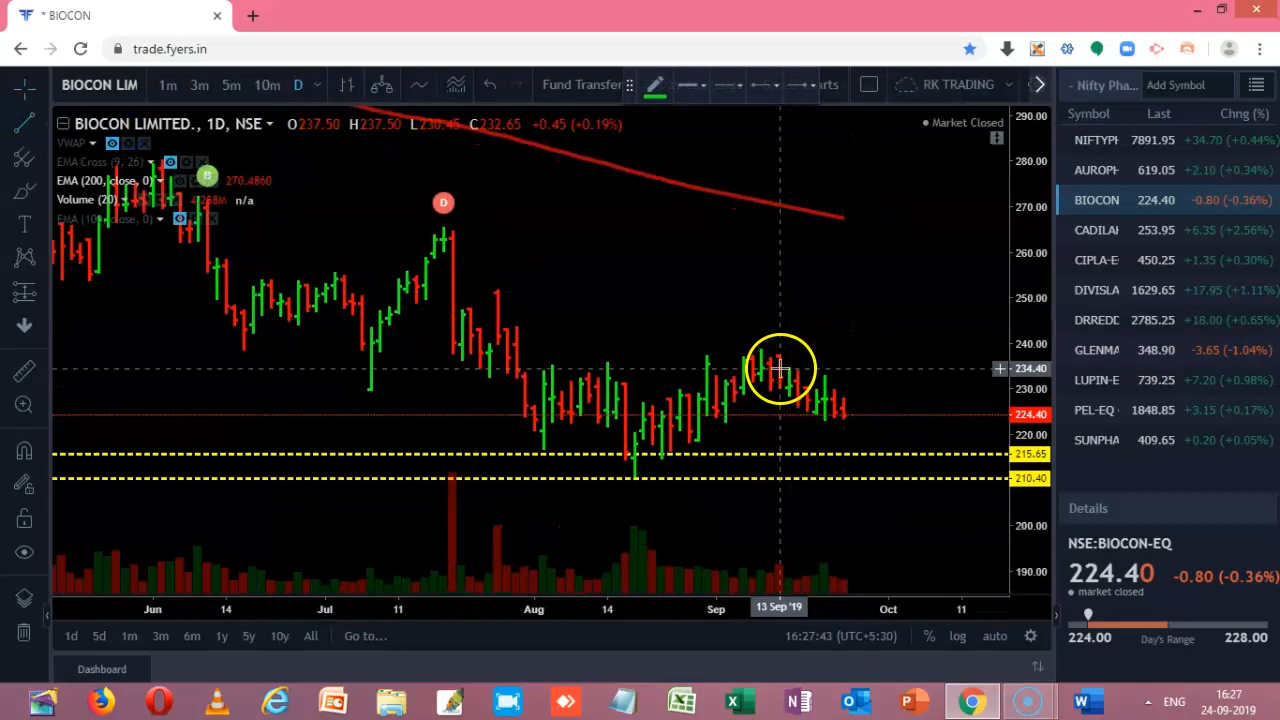 * BIOCON
trade.fyers.in
BIOCON LIM 1m 3m 5m 10m D Fund Transfer arts RK TRADING
- Nifty Pha... Add Symbol
Symbol Last Chng (%)
BIOCON LIMITED., 1D, NSE O237.50 H237.50 L230.45 C232.65 +0.45 (+0.19%)
Market Closed
VWAP
EMA Cross (9, 26)
EMA (200, close, 0) 270.4860
Volume (20) n/a
H
D
290.00
280.00
270.00
260.00
250.00
240.00
234.40
230.00
224.40
220.00
215.65
210.40
200.00
190.00
NIFTYPH 7891.95 +34.70 (+0.44%)
AUROPH 619.05 +2.10 (+0.34%)
BIOCON 224.40 -0.80 (-0.36%)
CADILAH 253.95 +6.35 (+2.56%)
CIPLA-E 450.25 +1.35 (+0.30%)
DIVISLA 1629.65 +17.95 (+1.11%)
DRREDD 2785.25 +18.00 (+0.65%)
GLENMA 348.90 -3.65 (-1.04%)
LUPIN-E 739.25 +7.20 (+0.98%)
PEL-EQ 1848.85 +3.15 (+0.17%)
SUNPHA 409.65 +0.20 (+0.05%)
Details
NSE:BIOCON-EQ
224.40 -0.80 (-0.36%)
market closed
224.00 Day's Range 228.00
Jun 14 Jul 11 Aug 14 Sep 13 Sep '19 Oct 11
1d 5d 1m 3m 6m 1y 5y 10y All Go to... 16:27:43 (UTC+5:30) % log auto
Dashboard
ENG 16:27
24-09-2019